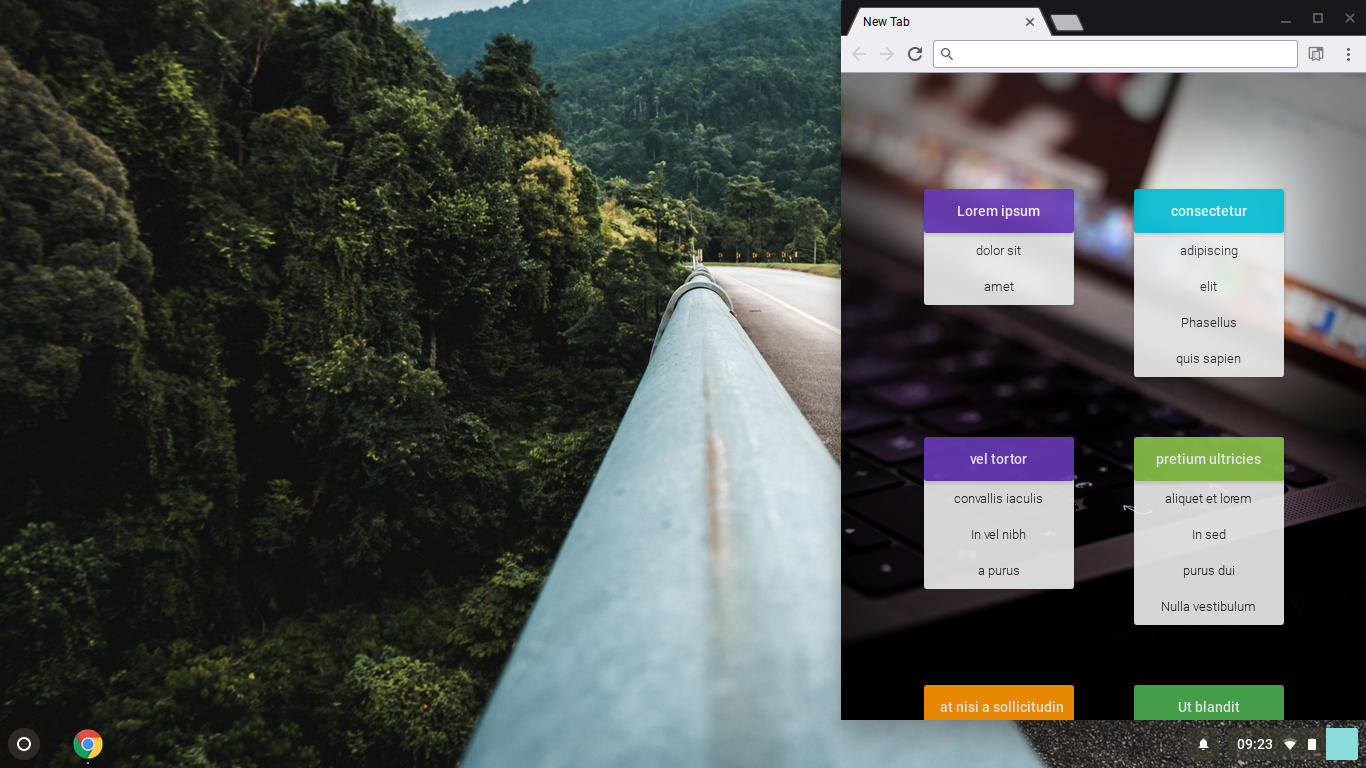 New Tab
Lorem ipsum
dolor sit
amet
consectetur
adipiscing
elit
Phasellus
quis sapien
vel tortor
convallis iaculis
In vel nibh
a purus
pretium ultricies
aliquet et lorem
In sed
purus dui
Nulla vestibulum
at nisi a sollicitudin
Ut blandit
09:23